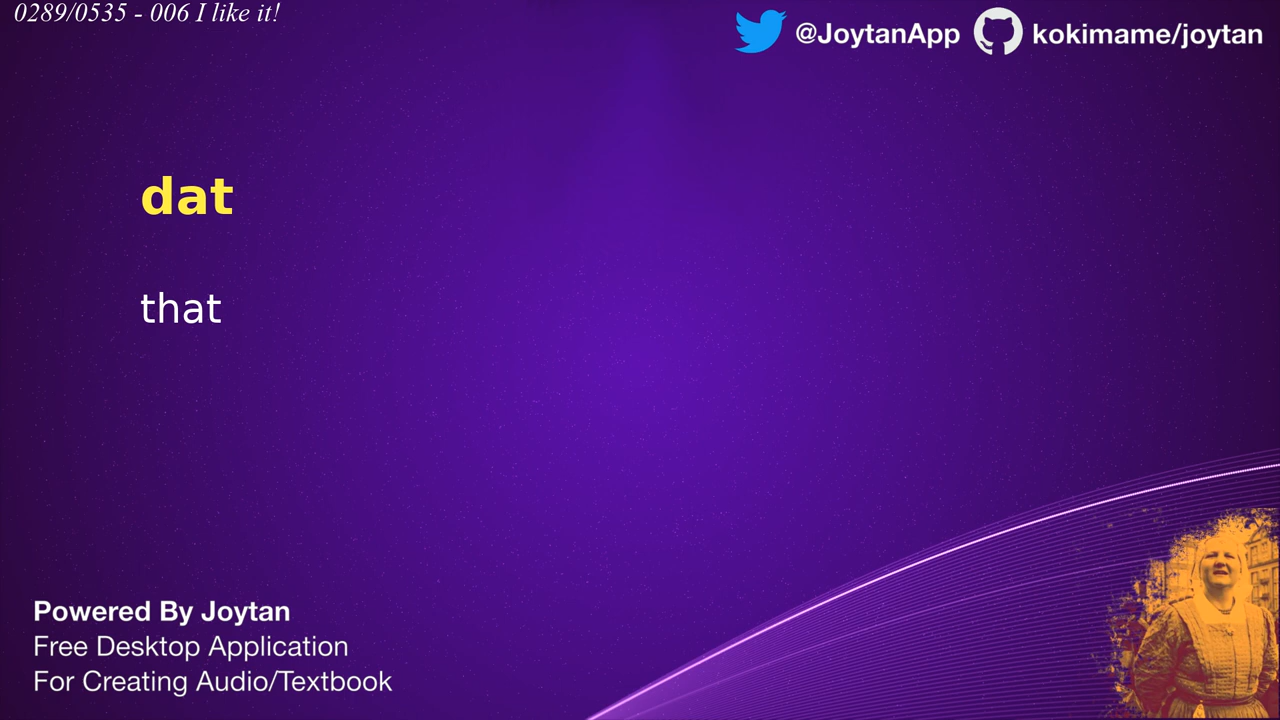 0289/0535 - 006 I like it!
@JoytanApp kokimame/joytan
dat
that
Powered By Joytan
Free Desktop Application
For Creating Audio/Textbook